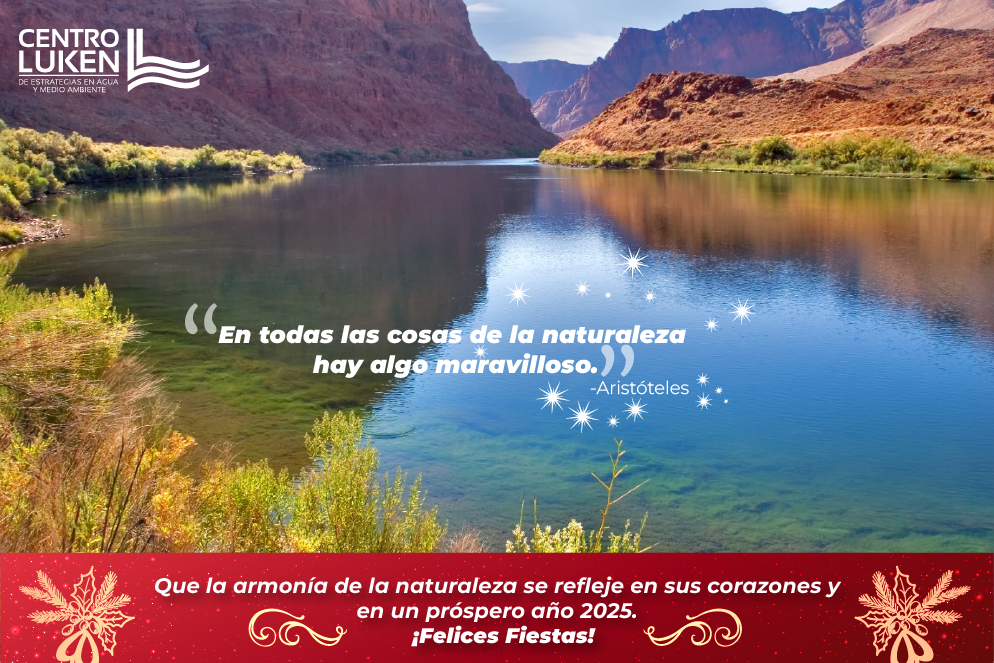 CENTRO
LUKEN
DE ESTRATEGIAS EN AGUA
Y MEDIO AMBIENTE
“En todas las cosas de la naturaleza
hay algo maravilloso.”
-Aristóteles
Que la armonía de la naturaleza se refleje en sus corazones y
en un próspero año 2025.
¡Felices Fiestas!